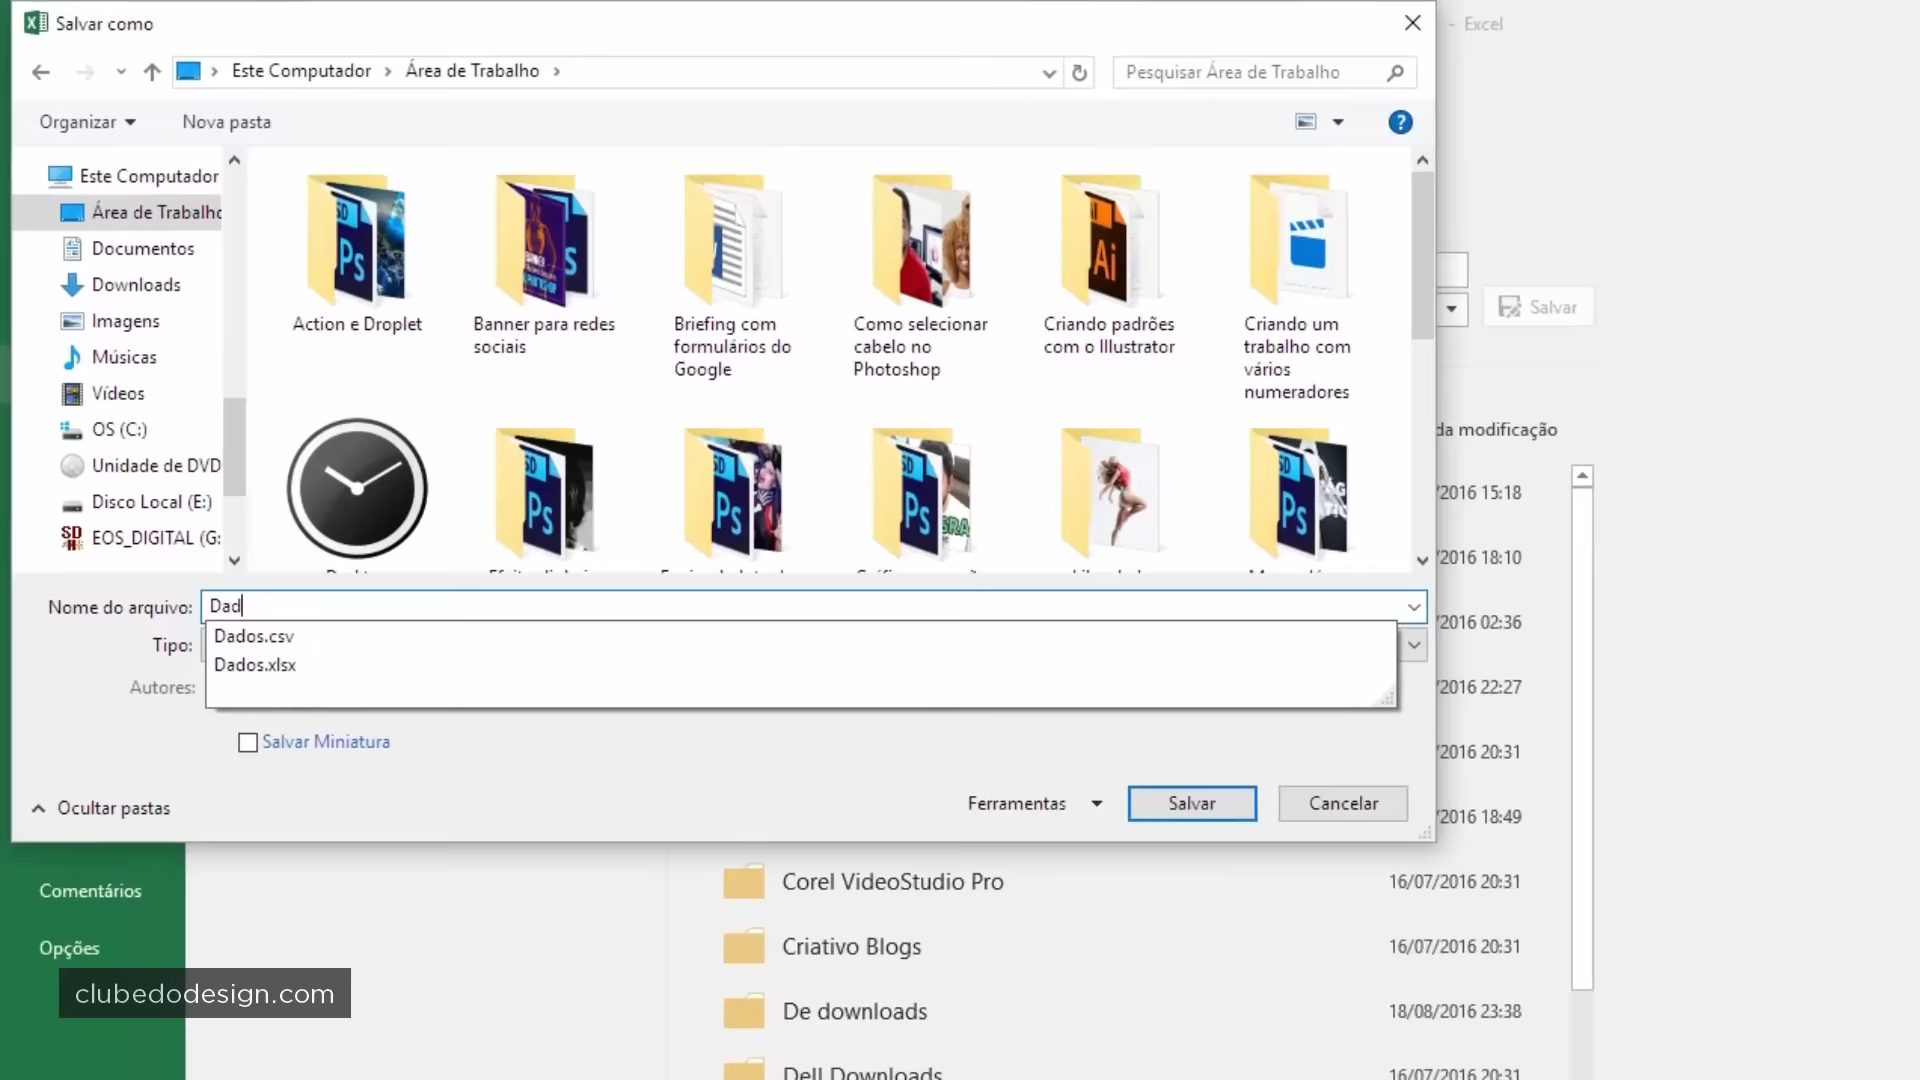 Salvar como
- Excel
Este Computador
Área de Trabalho
Pesquisar Área de Trabalho
Organizar
Nova pasta
?
Este Computador
Área de Trabalho
Documentos
Downloads
Imagens
Músicas
Vídeos
OS (C:)
Unidade de DVD
Disco Local (E:)
EOS_DIGITAL (G:
Action e Droplet
Banner para redes
sociais
Briefing com
formulários do
Google
Como selecionar
cabelo no
Photoshop
Criando padrões
com o Illustrator
Criando um
trabalho com
vários
numeradores
Salvar
da modificação
/2016 15:18
/2016 18:10
/2016 02:36
/2016 22:27
/2016 20:31
/2016 18:49
Nome do arquivo:
Dad
Dados.csv
Dados.xlsx
Tipo:
Autores:
Salvar Miniatura
Ocultar pastas
Ferramentas
Salvar
Cancelar
Comentários
Opções
clubedodesign.com
Corel VideoStudio Pro
16/07/2016 20:31
Criativo Blogs
16/07/2016 20:31
De downloads
18/08/2016 23:38
Dell Downloads
16/07/2016 20:31